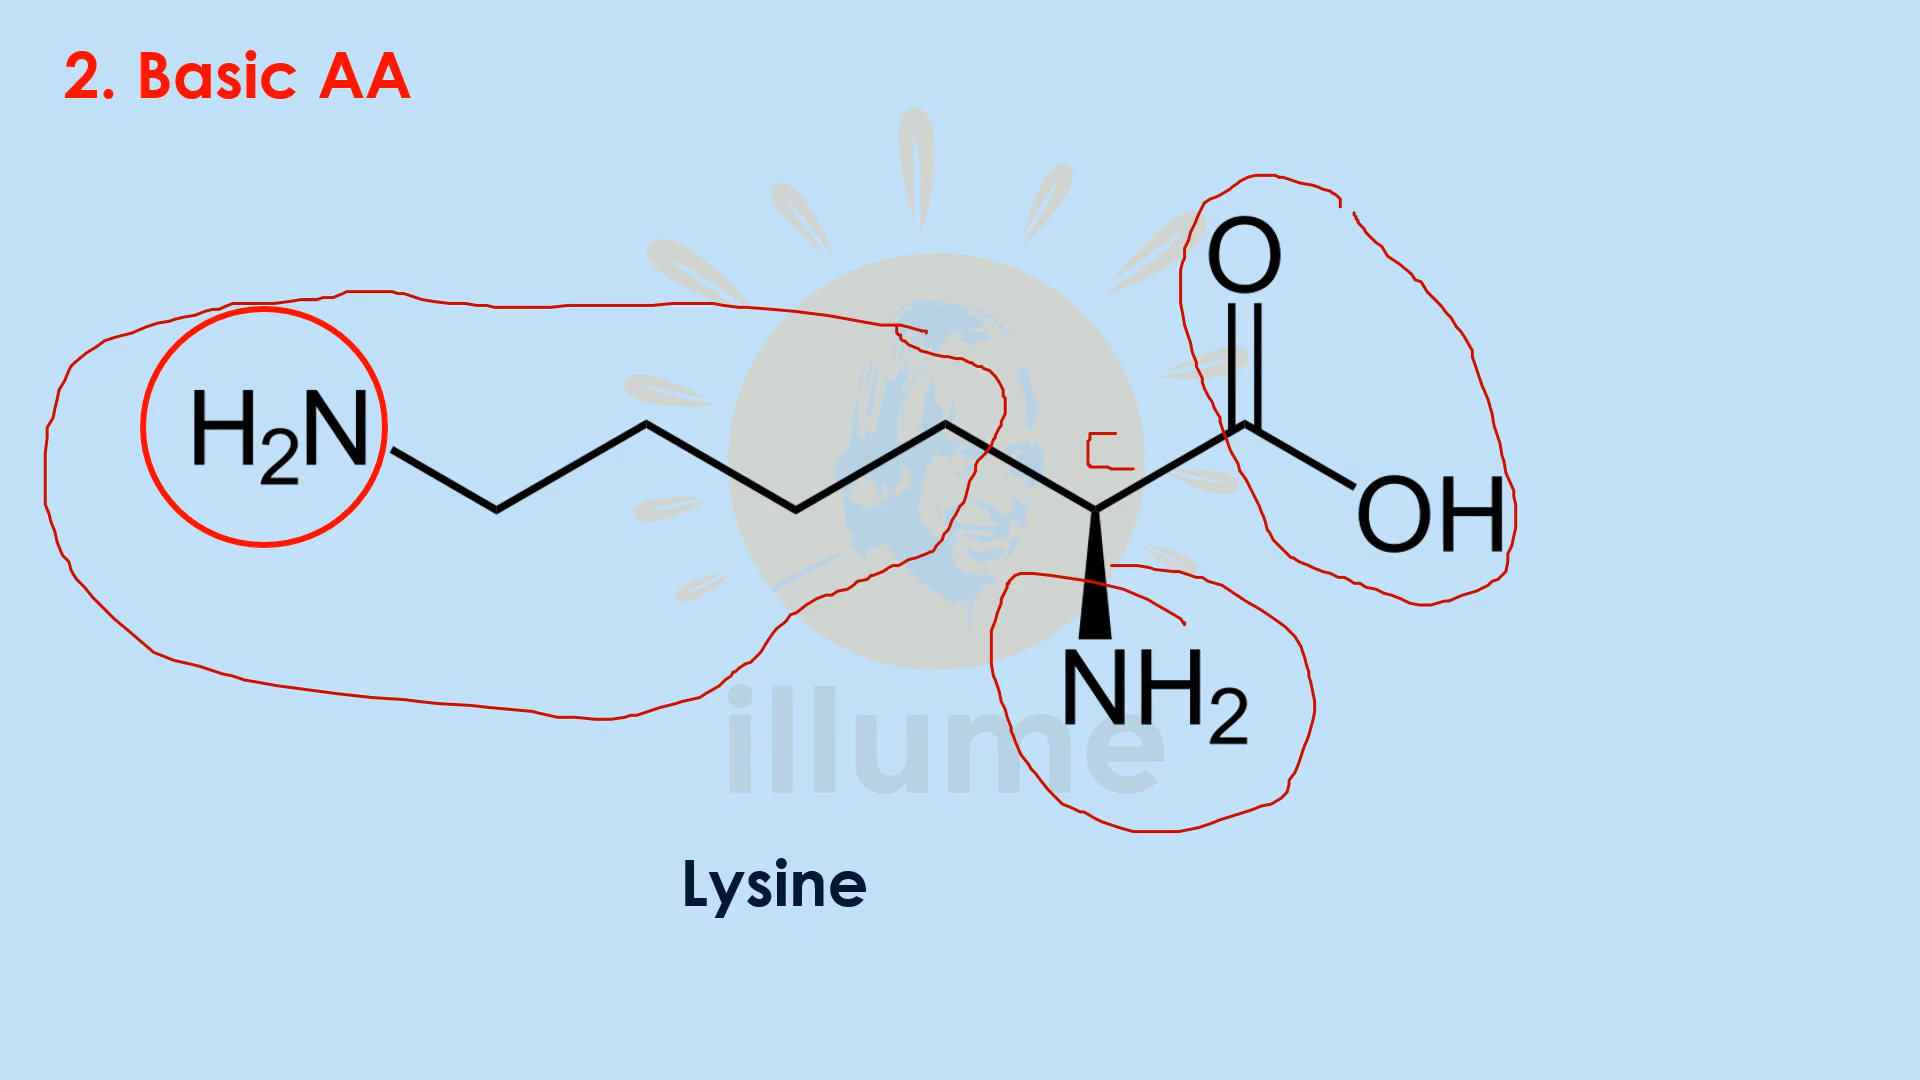 2. Basic AA
O
H2N
C
OH
NH2
illume
Lysine